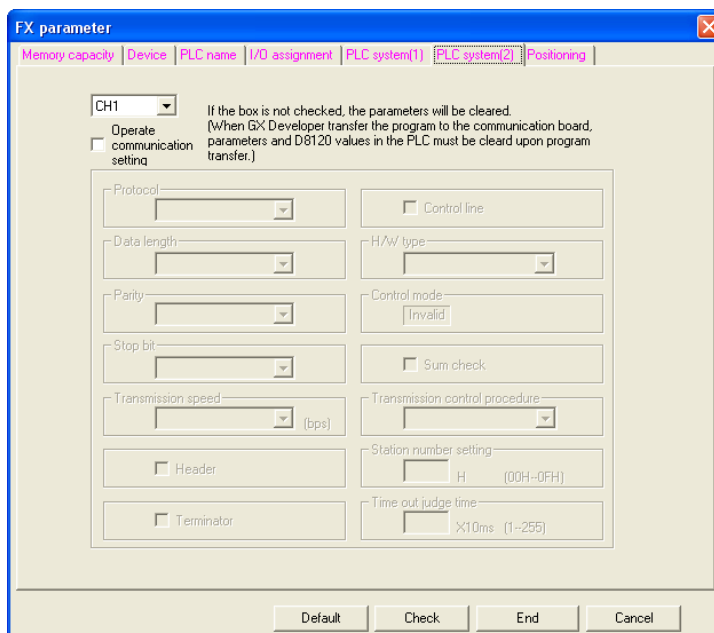 FX parameter
Memory capacity Device PLC name I/O assignment PLC system(1) PLC system(2) Positioning
CH1
If the box is not checked, the parameters will be cleared.
(When GX Developer transfer the program to the communication board,
parameters and D8120 values in the PLC must be cleard upon program
transfer.)
Operate
communication
setting
Protocol
Control line
Data length
H/W type
Parity
Control mode
Invalid
Stop bit
Sum check
Transmission speed
(bps)
Transmission control procedure
Header
Station number setting
H (00H--0FH)
Terminator
Time out judge time
X10ms (1--255)
Default Check End Cancel